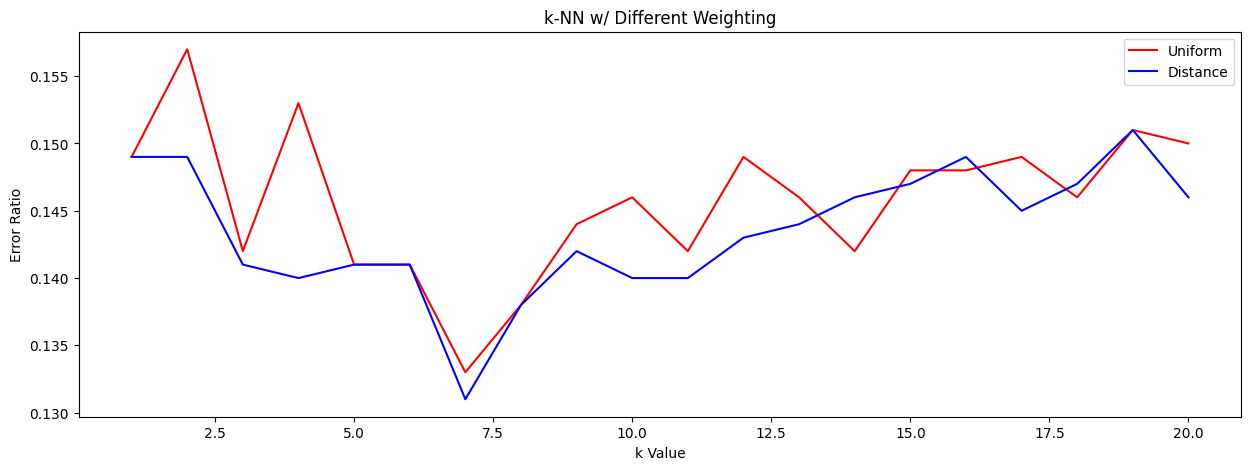 k-NN w/ Different Weighting
Uniform
Distance
0.155
0.150
0.145
0.140
0.135
0.130
Error Ratio
2.5
5.0
7.5
10.0
12.5
15.0
17.5
20.0
k Value